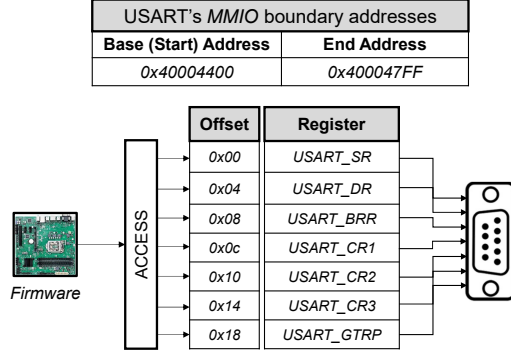 USART's MMIO boundary addresses
Base (Start) Address End Address
0x40004400 0x400047FF
Offset Register
0x00 USART_SR
0x04 USART_DR
0x08 USART_BRR
0x0c USART_CR1
0x10 USART_CR2
0x14 USART_CR3
0x18 USART_GTRP
ACCESS
Firmware